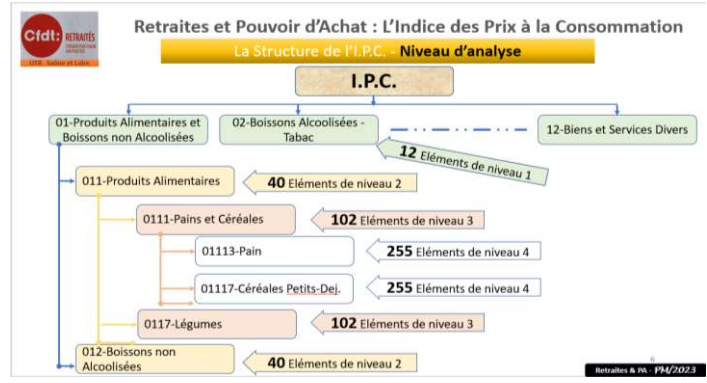 Retraites et Pouvoir d'Achat : L'Indice des Prix à la Consommation
Cfdt: RETRAITÉS
UTR Saône et Loire
La Structure de l'I.P.C. - Niveau d'analyse
I.P.C.
01-Produits Alimentaires et
Boissons non Alcoolisées
02-Boissons Alcoolisées -
Tabac
12-Biens et Services Divers
12 Eléments de niveau 1
011-Produits Alimentaires
40 Eléments de niveau 2
0111-Pains et Céréales
102 Eléments de niveau 3
01113-Pain
255 Eléments de niveau 4
01117-Céréales Petits-Dej.
255 Eléments de niveau 4
0117-Légumes
102 Eléments de niveau 3
012-Boissons non
Alcoolisées
40 Eléments de niveau 2
6
Retraites & PA - PM/2023